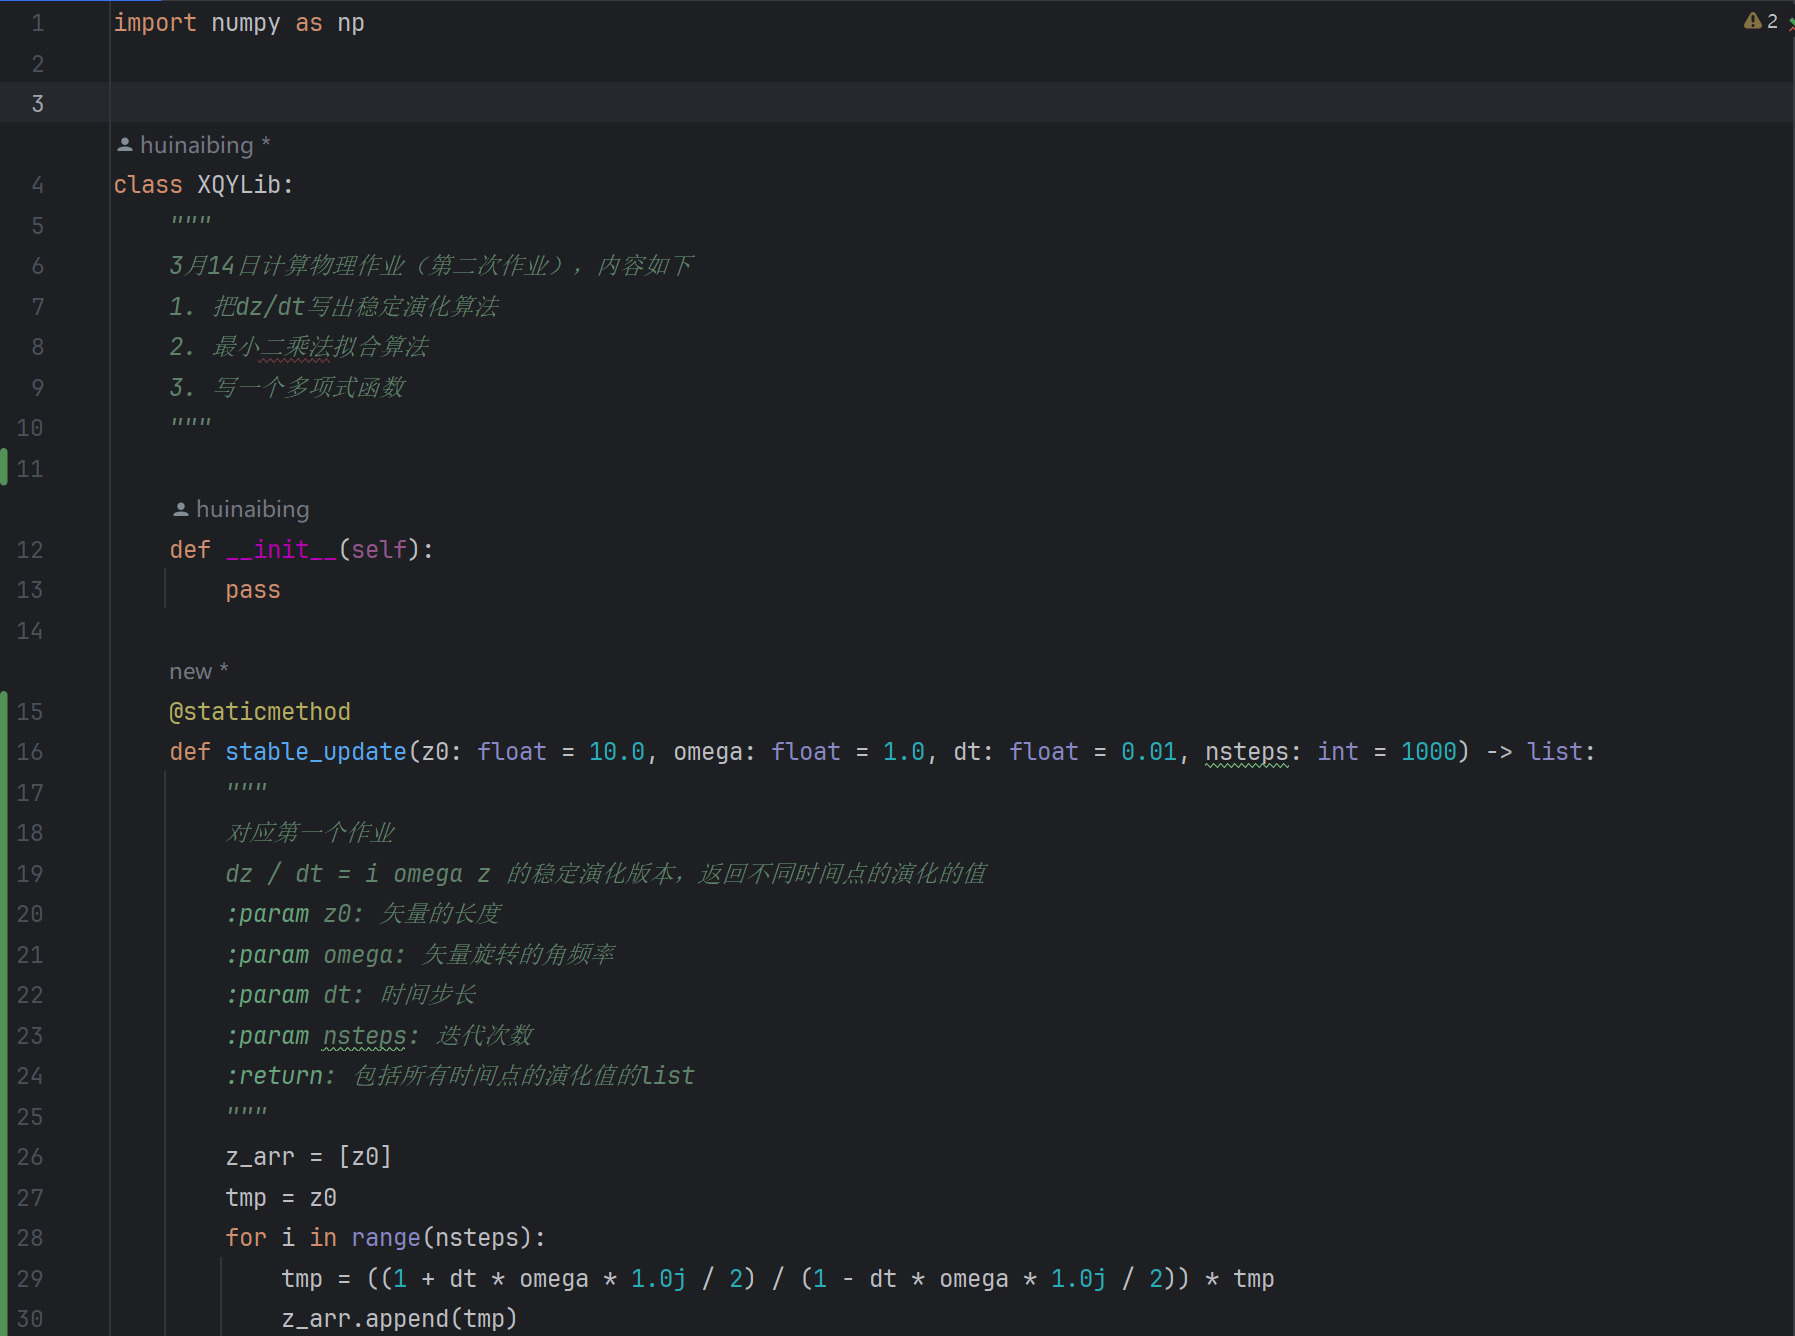 1 import numpy as np
2
3
huinaibing *
4 class XQYLib:
5 """
6 3月14日计算物理作业（第二次作业），内容如下
7 1. 把dz/dt写出稳定演化算法
8 2. 最小二乘法拟合算法
9 3. 写一个多项式函数
10 """
11
huinaibing
12 def __init__(self):
13 pass
14
new *
15 @staticmethod
16 def stable_update(z0: float = 10.0, omega: float = 1.0, dt: float = 0.01, nsteps: int = 1000) -> list:
17 """
18 对应第一个作业
19 dz / dt = i omega z 的稳定演化版本，返回不同时间点的演化的值
20 :param z0: 矢量的长度
21 :param omega: 矢量旋转的角频率
22 :param dt: 时间步长
23 :param nsteps: 迭代次数
24 :return: 包括所有时间点的演化值的list
25 """
26 z_arr = [z0]
27 tmp = z0
28 for i in range(nsteps):
29 tmp = ((1 + dt * omega * 1.0j / 2) / (1 - dt * omega * 1.0j / 2)) * tmp
30 z_arr.append(tmp)
2